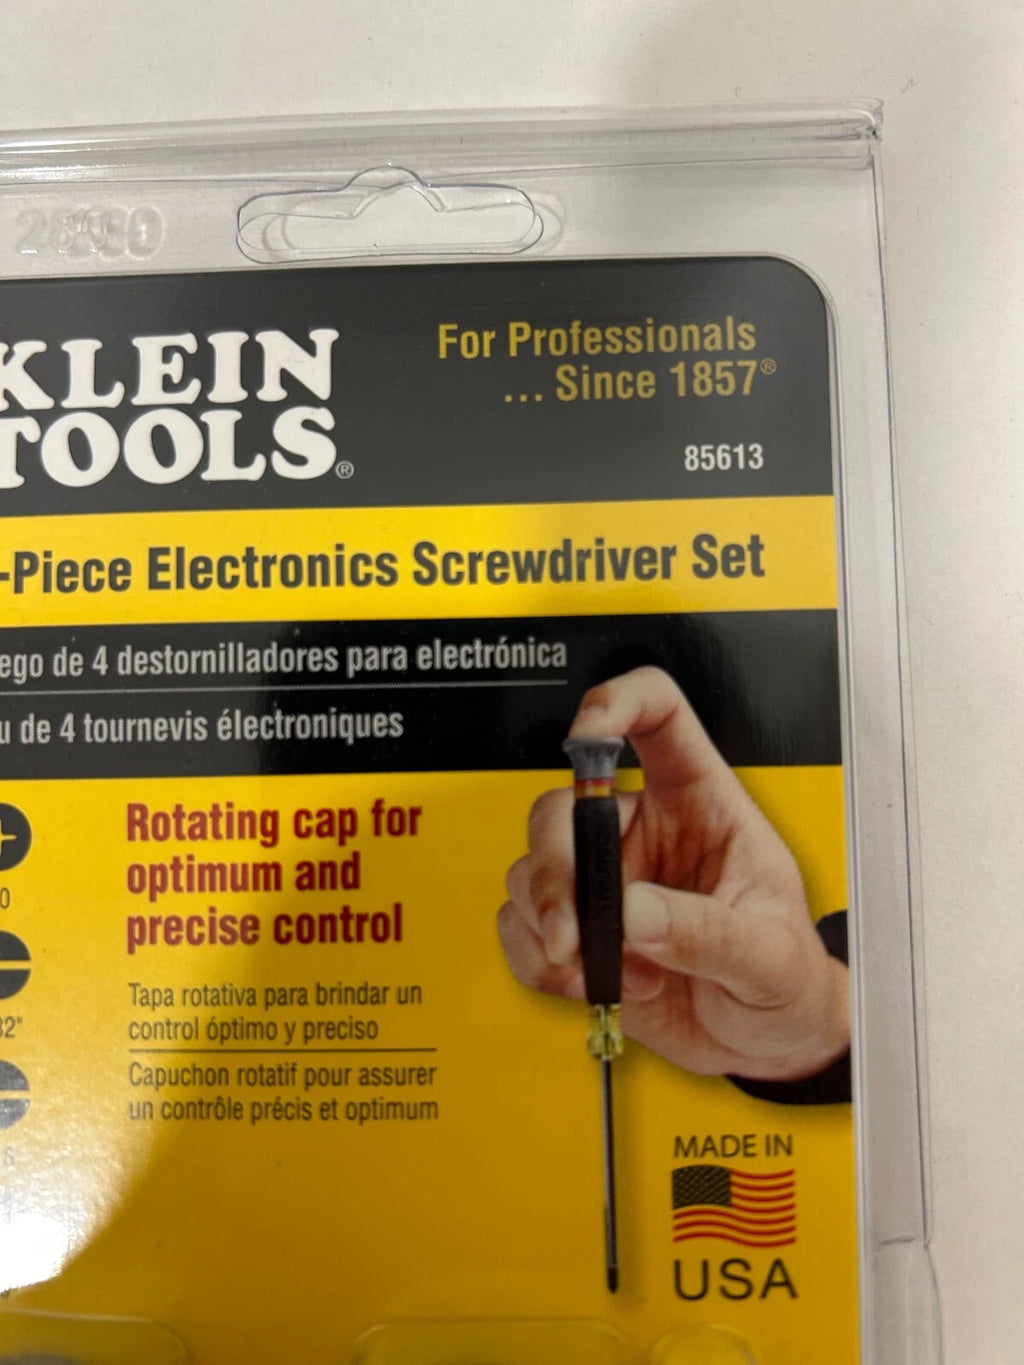 KLEIN
TOOLS®
For Professionals
... Since 1857®
85613
-Piece Electronics Screwdriver Set
ego de 4 destornilladores para electrónica
u de 4 tournevis électroniques
Rotating cap for
optimum and
precise control
Tapa rotativa para brindar un
control óptimo y preciso
Capuchon rotatif pour assurer
un contrôle précis et optimum
0
32"
MADE IN
USA